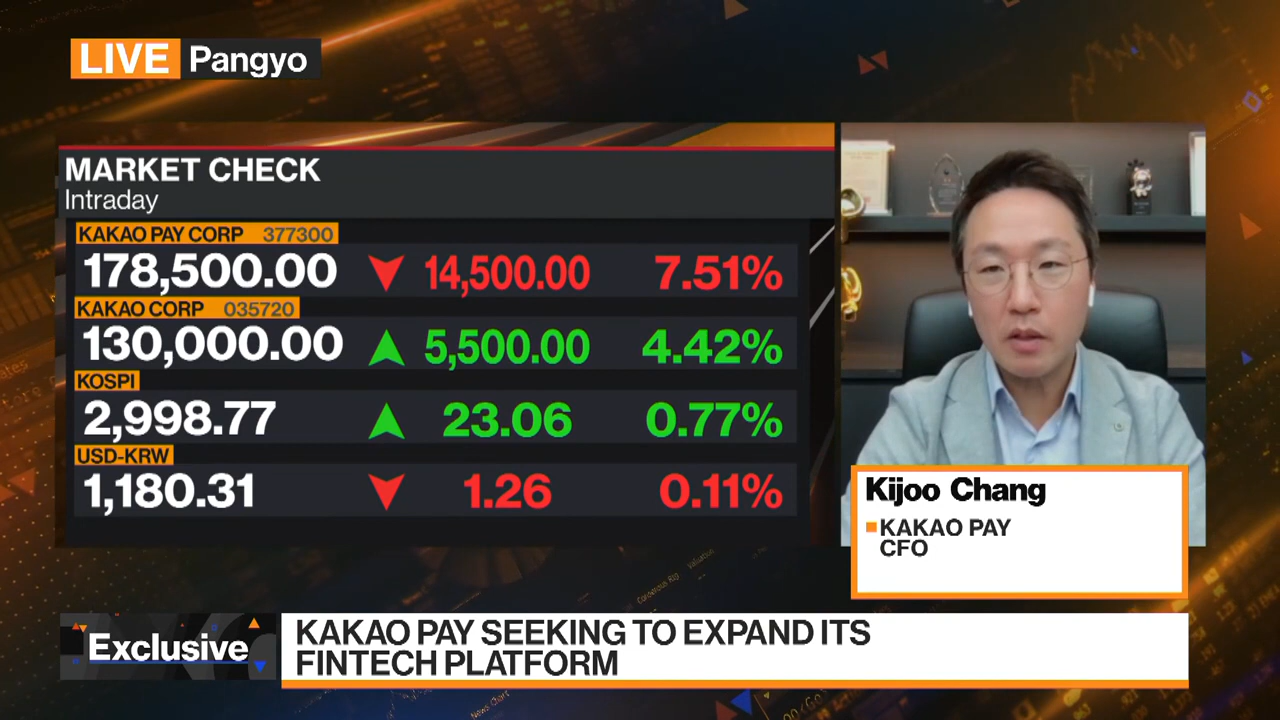 LIVE Pangyo
MARKET CHECK
Intraday
KAKAO PAY CORP 377300
178,500.00 ▼ 14,500.00 7.51%
KAKAO CORP 035720
130,000.00 ▲ 5,500.00 4.42%
KOSPI
2,998.77 ▲ 23.06 0.77%
USD-KRW
1,180.31 ▼ 1.26 0.11%
Kijoo Chang
KAKAO PAY
CFO
Exclusive
KAKAO PAY SEEKING TO EXPAND ITS
FINTECH PLATFORM
Valuation
News Chart